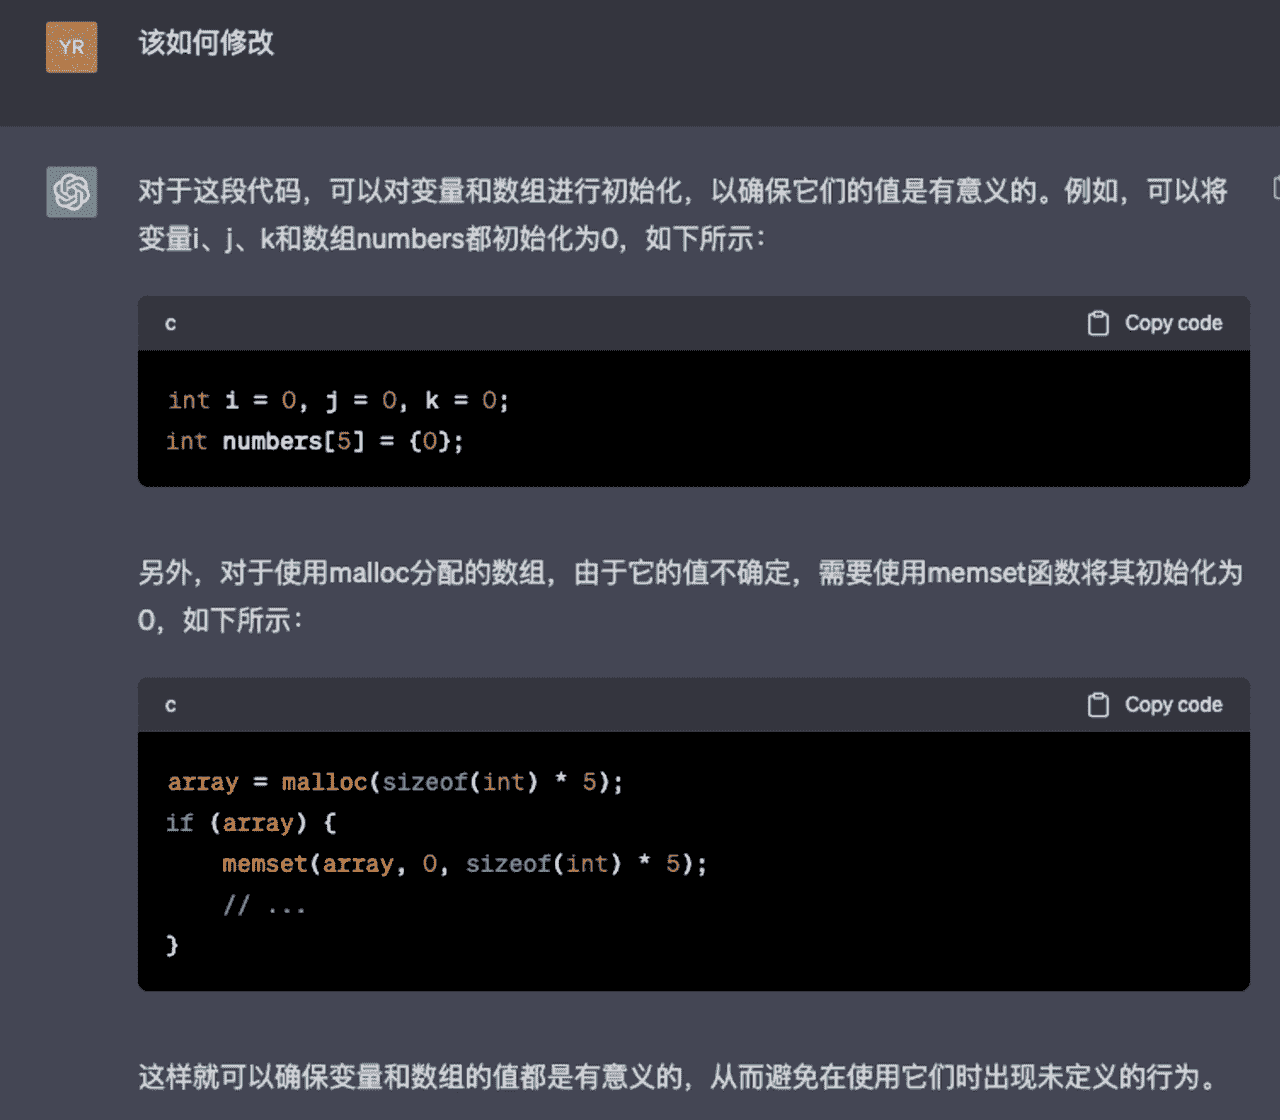 YR
该如何修改
对于这段代码，可以对变量和数组进行初始化，以确保它们的值是有意义的。例如，可以将
变量i、j、k和数组numbers都初始化为0，如下所示：
c
Copy code
int i = 0, j = 0, k = 0;
int numbers[5] = {0};
另外，对于使用malloc分配的数组，由于它的值不确定，需要使用memset函数将其初始化为
0，如下所示：
c
Copy code
array = malloc(sizeof(int) * 5);
if (array) {
    memset(array, 0, sizeof(int) * 5);
    // ...
}
这样就可以确保变量和数组的值都是有意义的，从而避免在使用它们时出现未定义的行为。